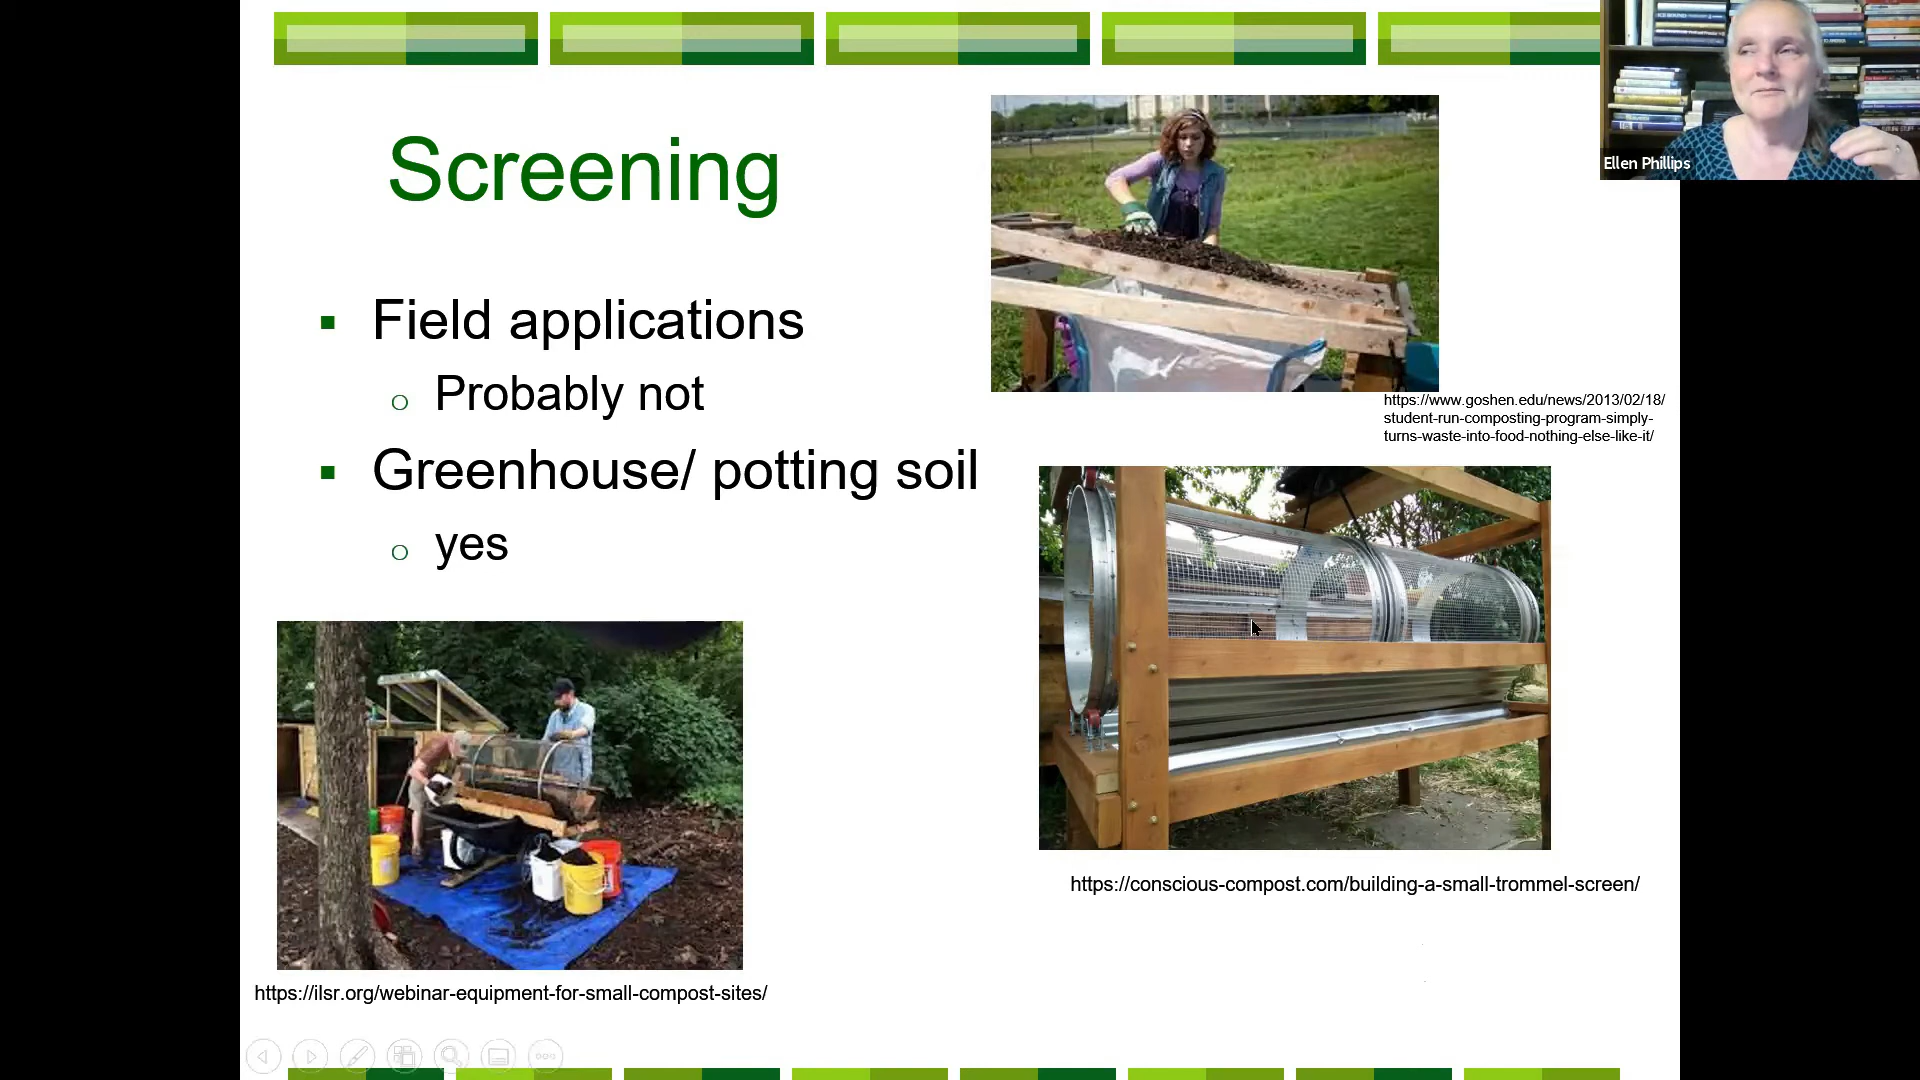 Screening
Field applications
Probably not
Greenhouse/ potting soil
yes
https://www.goshen.edu/news/2013/02/18/
student-run-composting-program-simply-
turns-waste-into-food-nothing-else-like-it/
https://conscious-compost.com/building-a-small-trommel-screen/
https://ilsr.org/webinar-equipment-for-small-compost-sites/
Ellen Phillips